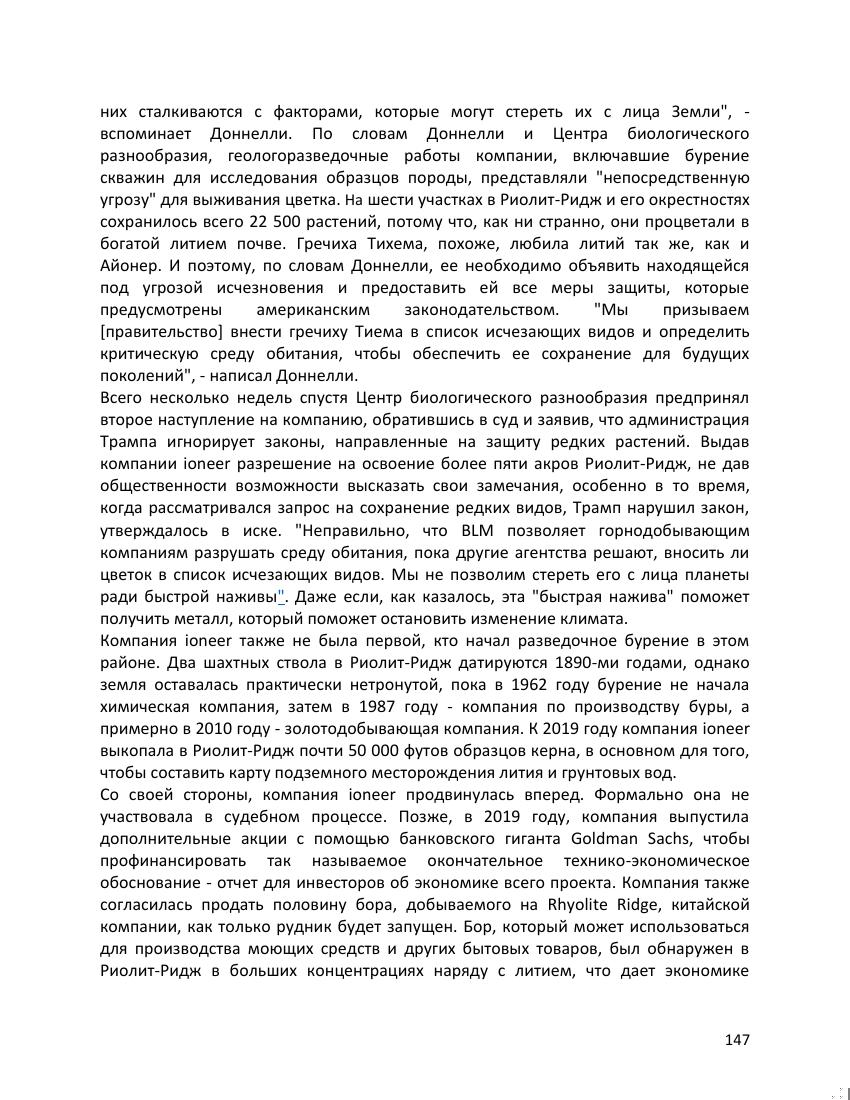 них сталкиваются с факторами, которые могут стереть их с лица Земли", -
вспоминает Доннелли. По словам Доннелли и Центра биологического
разнообразия, геологоразведочные работы компании, включавшие бурение
скважин для исследования образцов породы, представляли "непосредственную
угрозу" для выживания цветка. На шести участках в Риолит-Ридж и его окрестностях
сохранилось всего 22 500 растений, потому что, как ни странно, они процветали в
богатой литием почве. Гречиха Тихема, похоже, любила литий так же, как и
Айонер. И поэтому, по словам Доннелли, ее необходимо объявить находящейся
под угрозой исчезновения и предоставить ей все меры защиты, которые
предусмотрены американским законодательством. "Мы призываем
[правительство] внести гречиху Тиема в список исчезающих видов и определить
критическую среду обитания, чтобы обеспечить ее сохранение для будущих
поколений", - написал Доннелли.
Всего несколько недель спустя Центр биологического разнообразия предпринял
второе наступление на компанию, обратившись в суд и заявив, что администрация
Трампа игнорирует законы, направленные на защиту редких растений. Выдав
компании ioneer разрешение на освоение более пяти акров Риолит-Ридж, не дав
общественности возможности высказать свои замечания, особенно в то время,
когда рассматривался запрос на сохранение редких видов, Трамп нарушил закон,
утверждалось в иске. "Неправильно, что BLM позволяет горнодобывающим
компаниям разрушать среду обитания, пока другие агентства решают, вносить ли
цветок в список исчезающих видов. Мы не позволим стереть его с лица планеты
ради быстрой наживы". Даже если, как казалось, эта "быстрая нажива" поможет
получить металл, который поможет остановить изменение климата.
Компания ioneer также не была первой, кто начал разведочное бурение в этом
районе. Два шахтных ствола в Риолит-Ридж датируются 1890-ми годами, однако
земля оставалась практически нетронутой, пока в 1962 году бурение не начала
химическая компания, затем в 1987 году - компания по производству буры, а
примерно в 2010 году - золотодобывающая компания. К 2019 году компания ioneer
выкопала в Риолит-Ридж почти 50 000 футов образцов керна, в основном для того,
чтобы составить карту подземного месторождения лития и грунтовых вод.
Со своей стороны, компания ioneer продвинулась вперед. Формально она не
участвовала в судебном процессе. Позже, в 2019 году, компания выпустила
дополнительные акции с помощью банковского гиганта Goldman Sachs, чтобы
профинансировать так называемое окончательное технико-экономическое
обоснование - отчет для инвесторов об экономике всего проекта. Компания также
согласилась продать половину бора, добываемого на Rhyolite Ridge, китайской
компании, как только рудник будет запущен. Бор, который может использоваться
для производства моющих средств и других бытовых товаров, был обнаружен в
Риолит-Ридж в больших концентрациях наряду с литием, что дает экономике
147